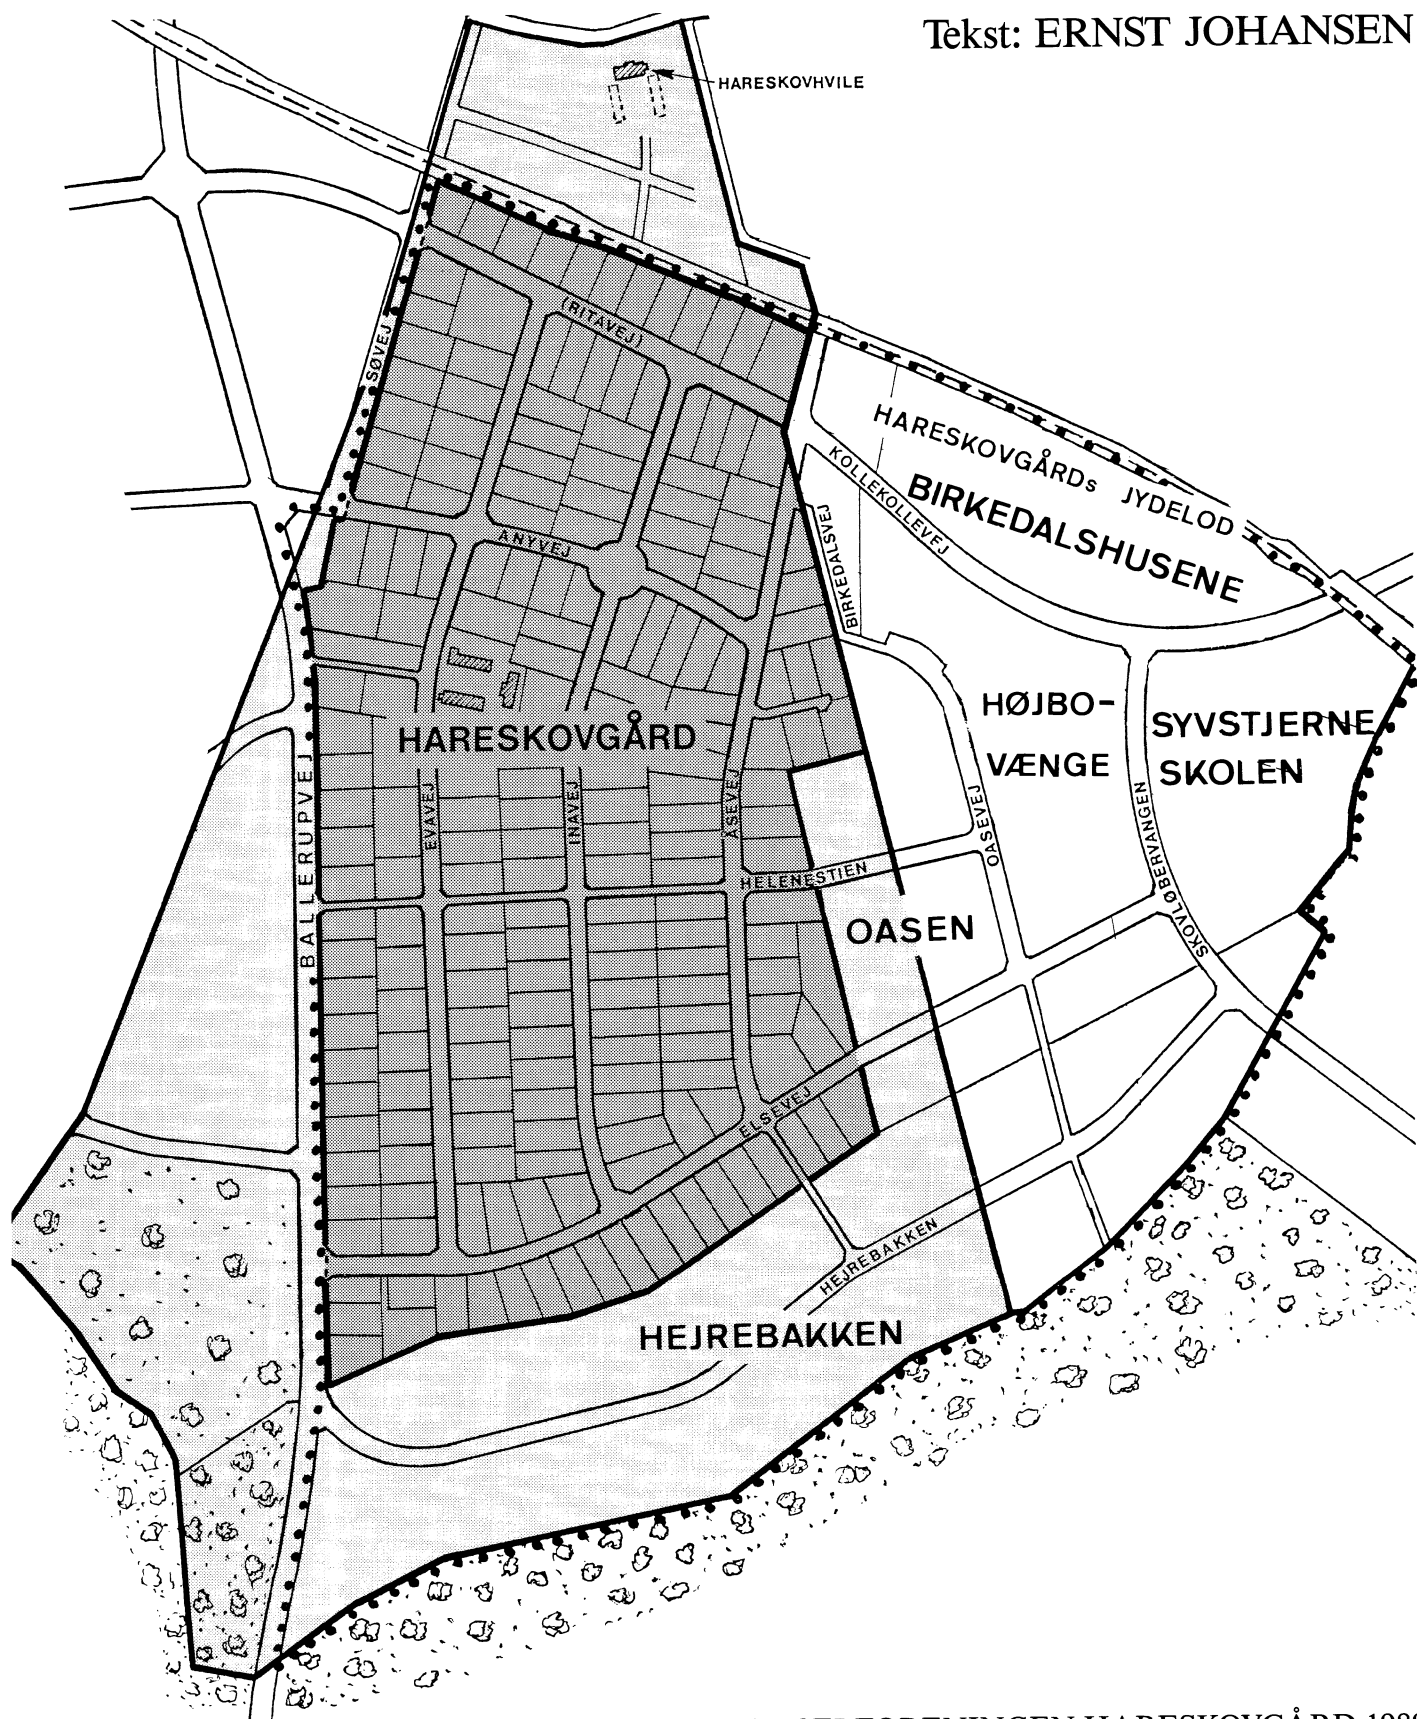 Tekst: ERNST JOHANSEN
HARESKOVHVILE
(RITAVEJ)
SØVEJ
HARESKOVGÅRDs JYDELOD
KOLLEKOLLEVEJ
BIRKEDALSHUSENE
BIRKEDALSVEJ
ANYVEJ
HØJBO-
VÆNGE
SYVSTJERNE
SKOLEN
HARESKOVGÅRD
BALLERUPVEJ
EVAVEJ
INAVEJ
ÅSEVEJ
OASEVEJ
SKOVLØBERVANGEN
HELENESTIEN
OASEN
ELSEVEJ
HEJREBAKKEN
HEJREBAKKEN
HARESKOVGÅRD